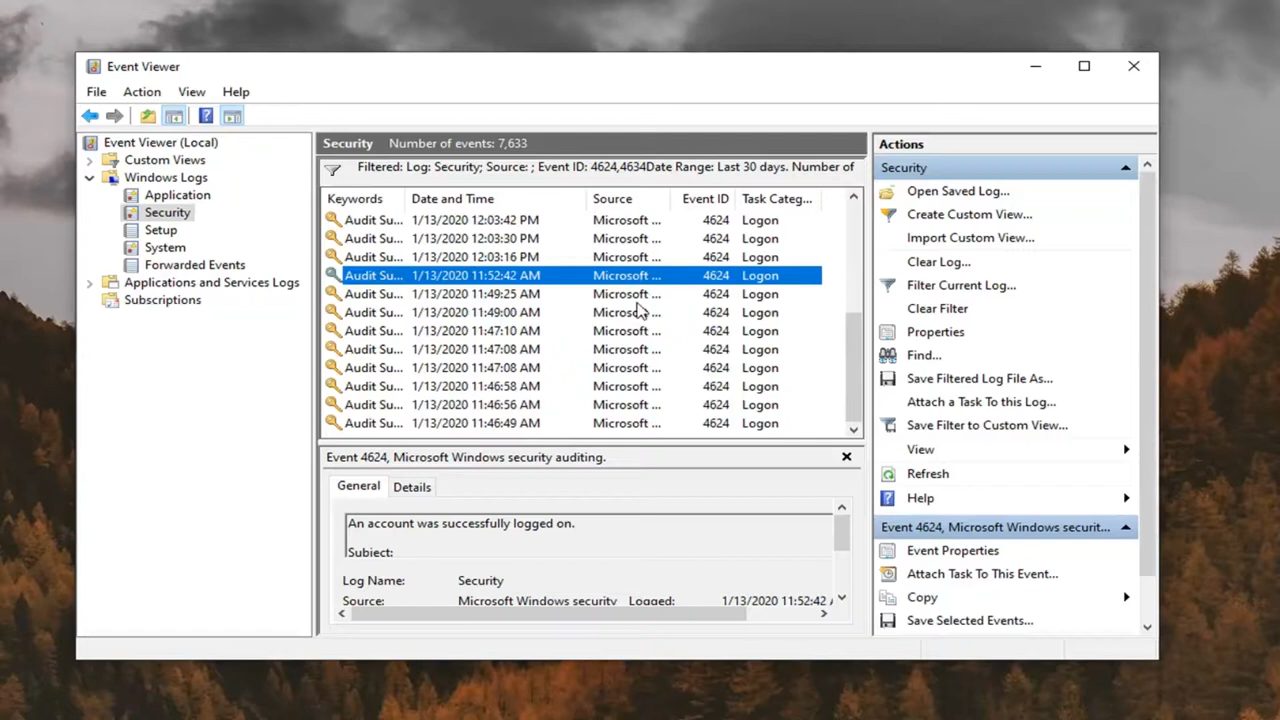 Event Viewer
File Action View Help
Event Viewer (Local)
Custom Views
Windows Logs
Application
Security
Setup
System
Forwarded Events
Applications and Services Logs
Subscriptions
Security Number of events: 7,633
Filtered: Log: Security; Source: ; Event ID: 4624,4634Date Range: Last 30 days. Number of
Keywords Date and Time Source Event ID Task Categ...
Audit Su... 1/13/2020 12:03:42 PM Microsoft ... 4624 Logon
Audit Su... 1/13/2020 12:03:30 PM Microsoft ... 4624 Logon
Audit Su... 1/13/2020 12:03:16 PM Microsoft ... 4624 Logon
Audit Su... 1/13/2020 11:52:42 AM Microsoft ... 4624 Logon
Audit Su... 1/13/2020 11:49:25 AM Microsoft ... 4624 Logon
Audit Su... 1/13/2020 11:49:00 AM Microsoft ... 4624 Logon
Audit Su... 1/13/2020 11:47:10 AM Microsoft ... 4624 Logon
Audit Su... 1/13/2020 11:47:08 AM Microsoft ... 4624 Logon
Audit Su... 1/13/2020 11:47:08 AM Microsoft ... 4624 Logon
Audit Su... 1/13/2020 11:46:58 AM Microsoft ... 4624 Logon
Audit Su... 1/13/2020 11:46:56 AM Microsoft ... 4624 Logon
Audit Su... 1/13/2020 11:46:49 AM Microsoft ... 4624 Logon
Event 4624, Microsoft Windows security auditing.
General Details
An account was successfully logged on.
Subject:
Log Name: Security
Source: Microsoft Windows security Logged: 1/13/2020 11:52:42
Actions
Security
Open Saved Log...
Create Custom View...
Import Custom View...
Clear Log...
Filter Current Log...
Clear Filter
Properties
Find...
Save Filtered Log File As...
Attach a Task To this Log...
Save Filter to Custom View...
View
Refresh
Help
Event 4624, Microsoft Windows securit...
Event Properties
Attach Task To This Event...
Copy
Save Selected Events...